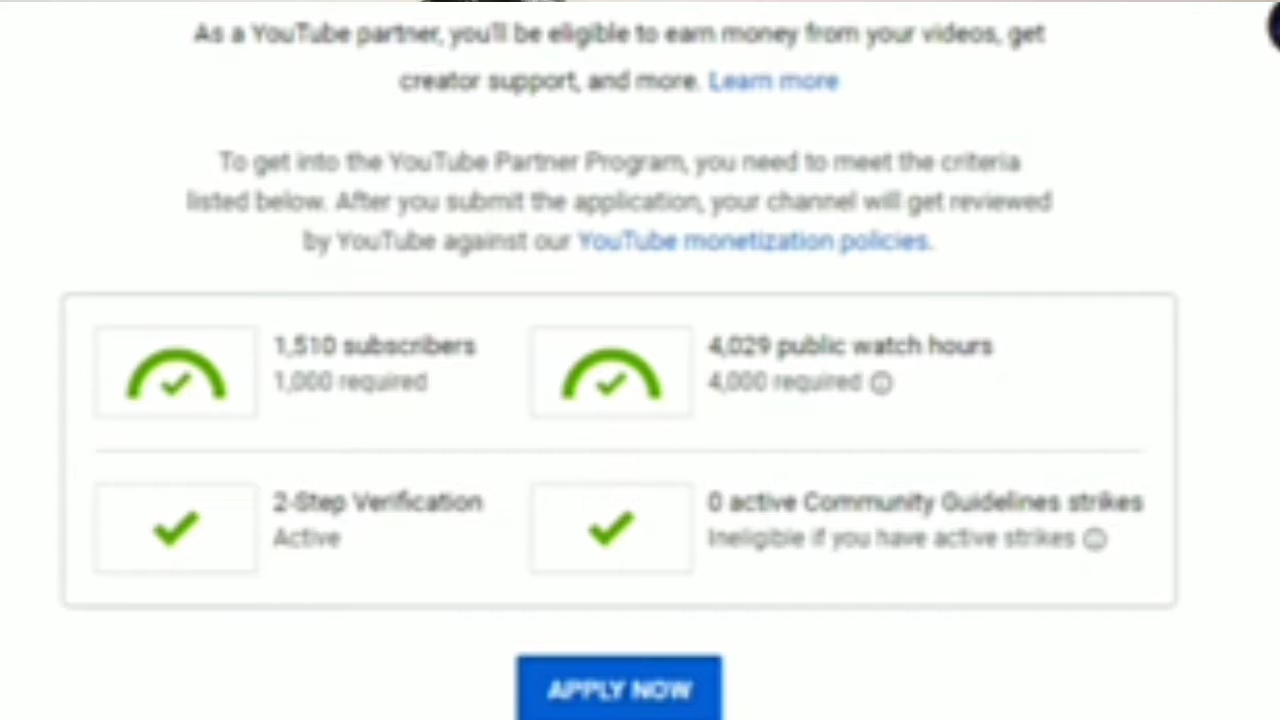 As a YouTube partner, you'll be eligible to earn money from your videos, get
creator support, and more. Learn more
To get into the YouTube Partner Program, you need to meet the criteria
listed below. After you submit the application, your channel will get reviewed
by YouTube against our YouTube monetization policies.
1,510 subscribers
1,000 required
4,029 public watch hours
4,000 required
2-Step Verification
Active
0 active Community Guidelines strikes
Ineligible if you have active strikes
APPLY NOW